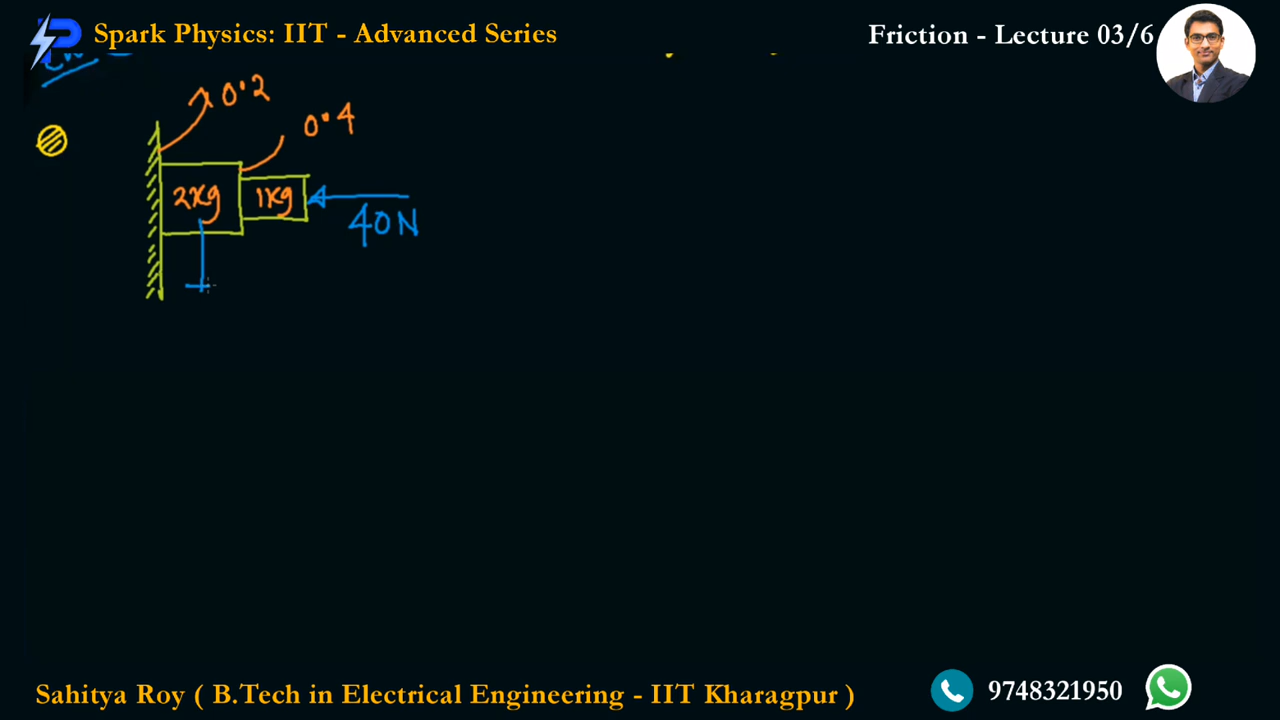 Spark Physics: IIT - Advanced Series
Friction - Lecture 03/6
0.2
0.4
2kg
1kg
40N
Sahitya Roy ( B.Tech in Electrical Engineering - IIT Kharagpur )
9748321950